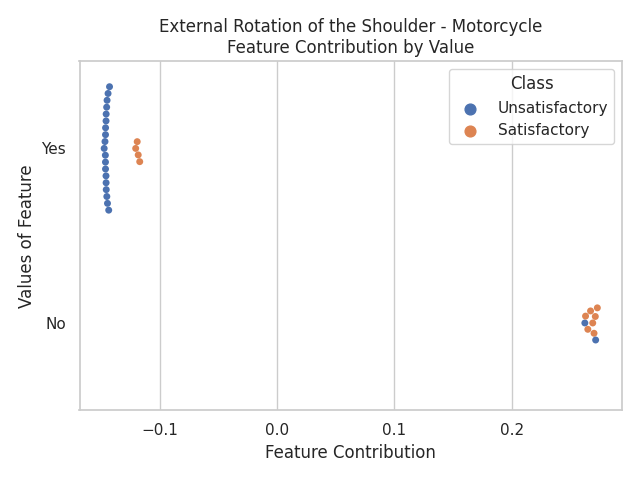 External Rotation of the Shoulder - Motorcycle
Feature Contribution by Value
Class
Unsatisfactory
Satisfactory
Values of Feature
Yes
No
−0.1
0.0
0.1
0.2
Feature Contribution